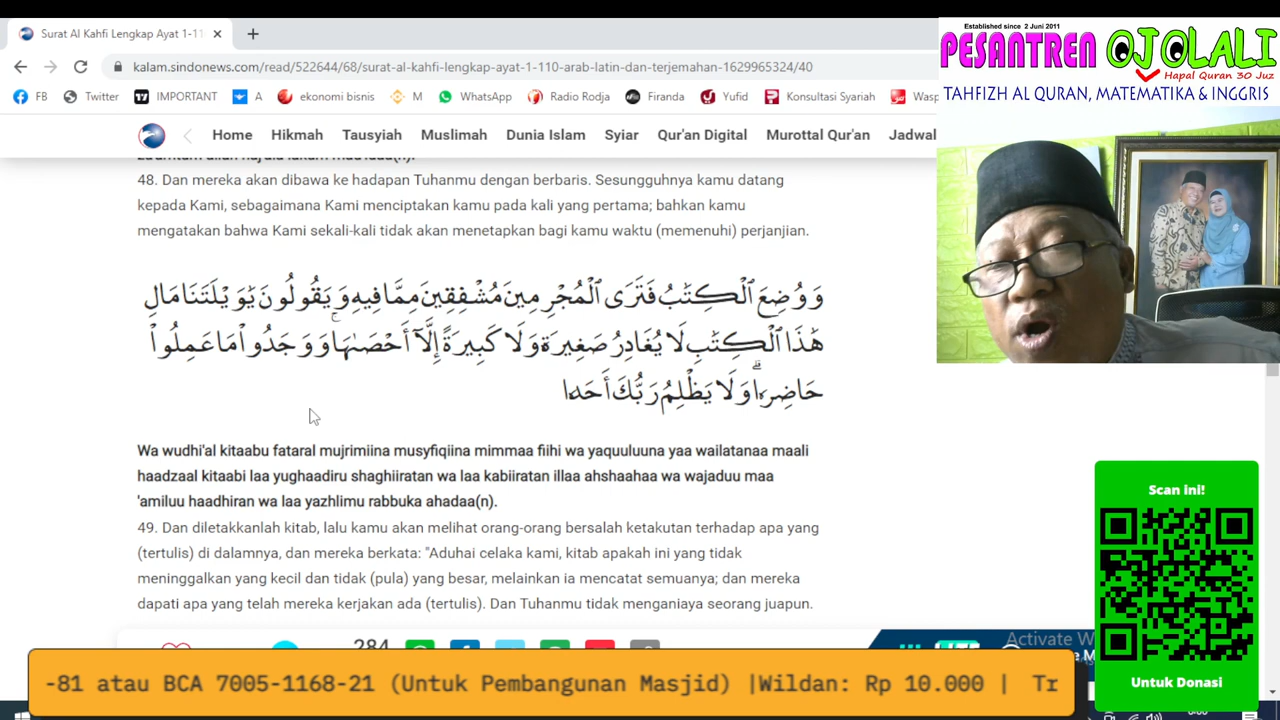 Surat Al Kahfi Lengkap Ayat 1-11
kalam.sindonews.co
22644/68/surat-al-kahfi-lengkap-ayat-1-110-arab-latin-dan-terjemahan-1629965324/40
FB Twitter IMPORTANT A ekonomi bisnis M WhatsApp Radio Rodja Firanda Yufid Konsultasi Syariah Wasp
Home Hikmah Tausyiah Muslimah Dunia Islam Syiar Qur'an Digital Murottal Qur'an Jadwal
48. Dan mereka akan dibawa ke hadapan Tuhanmu dengan berbaris. Sesungguhnya kamu datang
kepada Kami, sebagaimana Kami menciptakan kamu pada kali yang pertama; bahkan kamu
mengatakan bahwa Kami sekali-kali tidak akan menetapkan bagi kamu waktu (memenuhi) perjanjian.
وَوُضِعَ ٱلْكِتَٰبُ فَتَرَى ٱلْمُجْرِمِينَ مُشْفِقِينَ مِمَّا فِيهِ وَيَقُولُونَ يَٰوَيْلَتَنَا مَالِ
هَٰذَا ٱلْكِتَٰبِ لَا يُغَادِرُ صَغِيرَةً وَلَا كَبِيرَةً إِلَّآ أَحْصَىٰهَا وَوَجَدُوا۟ مَا عَمِلُوا۟
حَاضِرًا ۗ وَلَا يَظْلِمُ رَبُّكَ أَحَدًا
Wa wudhi'al kitaabu fataral mujrimiina musyfiqiina mimmaa fiihi wa yaquuluuna yaa wailatanaa maali
haadzaal kitaabi laa yughaadiru shaghiiratan wa laa kabiiratan illaa ahshaahaa wa wajaduu maa
'amiluu haadhiran wa laa yazhlimu rabbuka ahadaa(n).
49. Dan diletakkanlah kitab, lalu kamu akan melihat orang-orang bersalah ketakutan terhadap apa yang
(tertulis) di dalamnya, dan mereka berkata: "Aduhai celaka kami, kitab apakah ini yang tidak
meninggalkan yang kecil dan tidak (pula) yang besar, melainkan ia mencatat semuanya; dan mereka
dapati apa yang telah mereka kerjakan ada (tertulis). Dan Tuhanmu tidak menganiaya seorang juapun.
284
Activate W
-81 atau BCA 7005-1168-21 (Untuk Pembangunan Masjid) |Wildan: Rp 10.000 | Tr
Established since 2 Juni 2011
PESANTREN OJOLALI
Hapal Quran 30 Juz
TAHFIZH AL QURAN, MATEMATIKA & INGGRIS
Scan ini!
Untuk Donasi